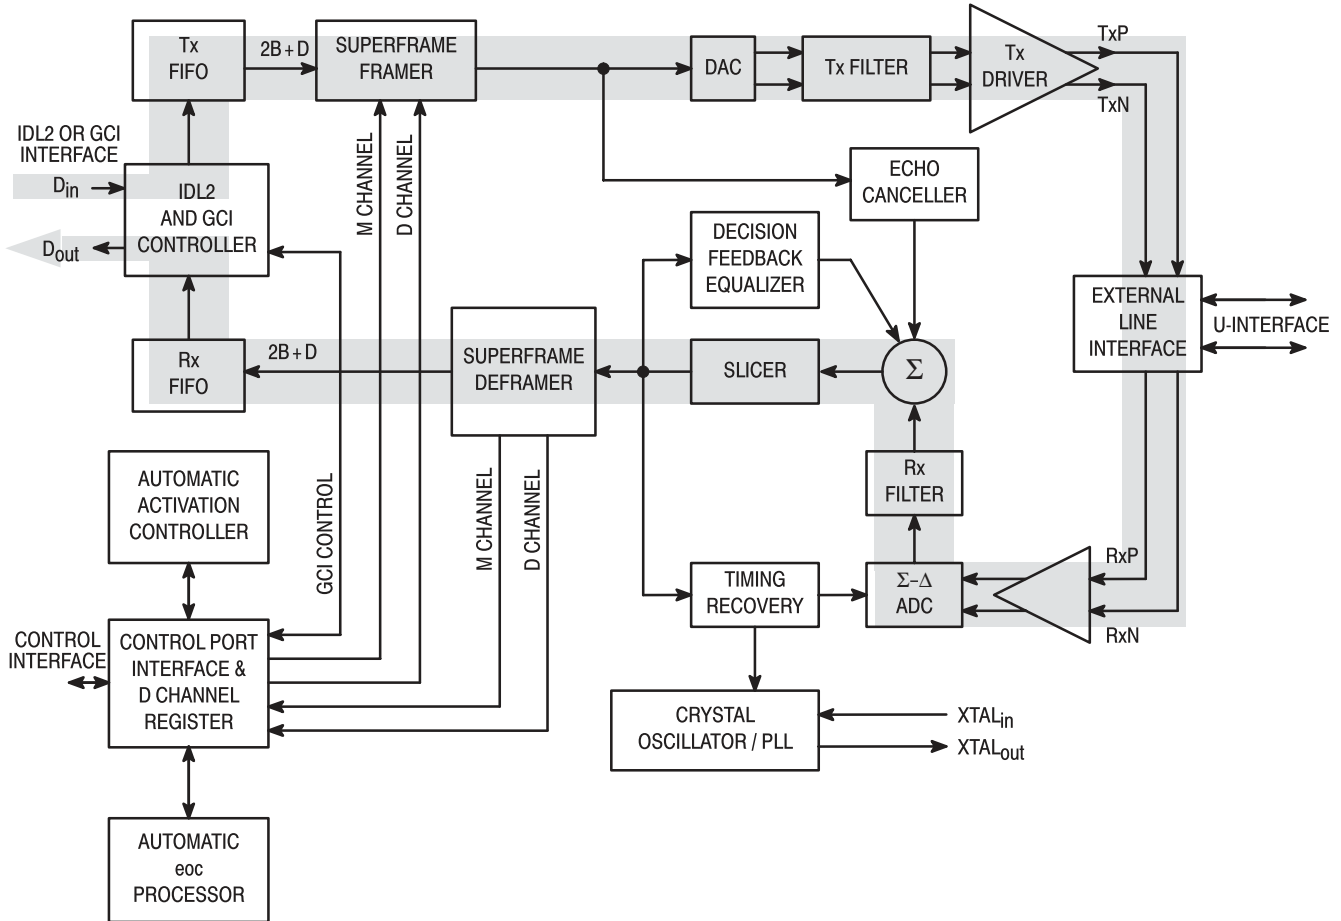 Tx
FIFO
2B+D
SUPERFRAME
FRAMER
DAC
Tx FILTER
Tx
DRIVER
TxP
TxN
IDL2 OR GCI
INTERFACE
Din
Dout
IDL2
AND GCI
CONTROLLER
M CHANNEL
D CHANNEL
ECHO
CANCELLER
DECISION
FEEDBACK
EQUALIZER
EXTERNAL
LINE
INTERFACE
U-INTERFACE
Rx
FIFO
2B+D
SUPERFRAME
DEFRAMER
SLICER
Σ
Rx
FILTER
AUTOMATIC
ACTIVATION
CONTROLLER
GCI CONTROL
M CHANNEL
D CHANNEL
TIMING
RECOVERY
Σ–Δ
ADC
RxP
RxN
CONTROL
INTERFACE
CONTROL PORT
INTERFACE &
D CHANNEL
REGISTER
CRYSTAL
OSCILLATOR / PLL
XTALin
XTALout
AUTOMATIC
eoc
PROCESSOR